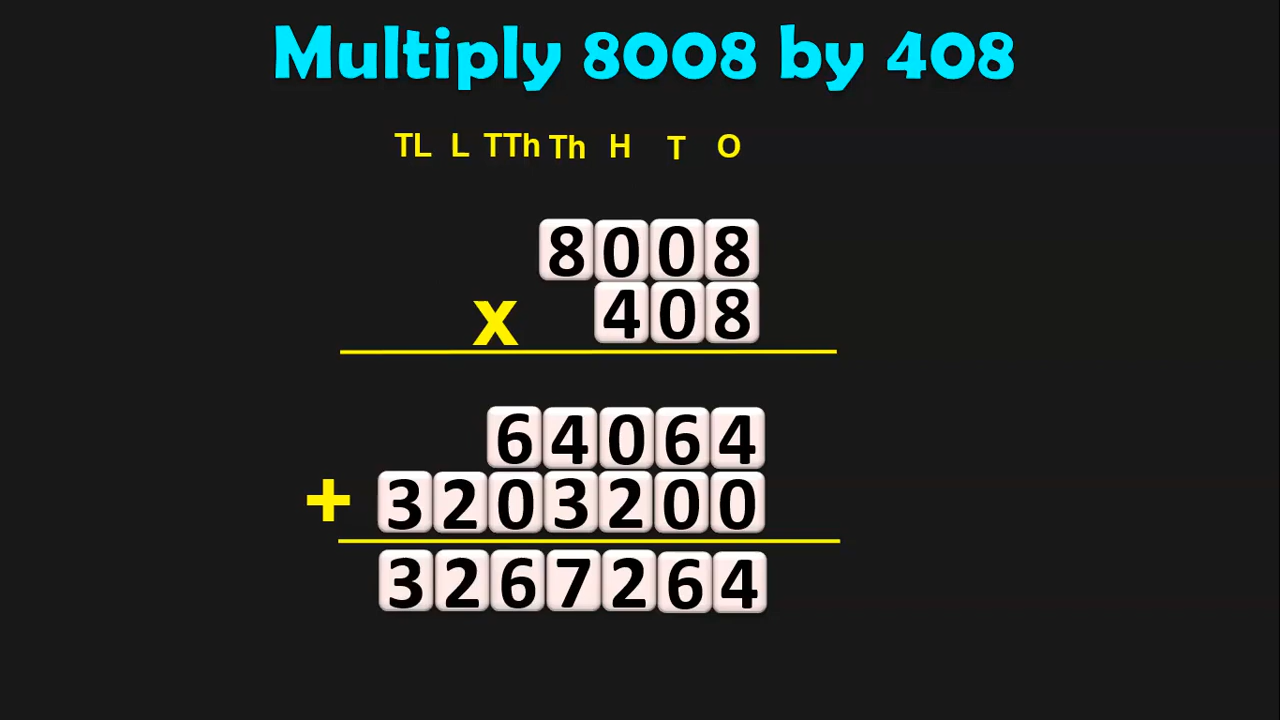 Multiply 8008 by 408
TL L TTh Th H T O
8008
x 408
64064
+ 3203200
3267264